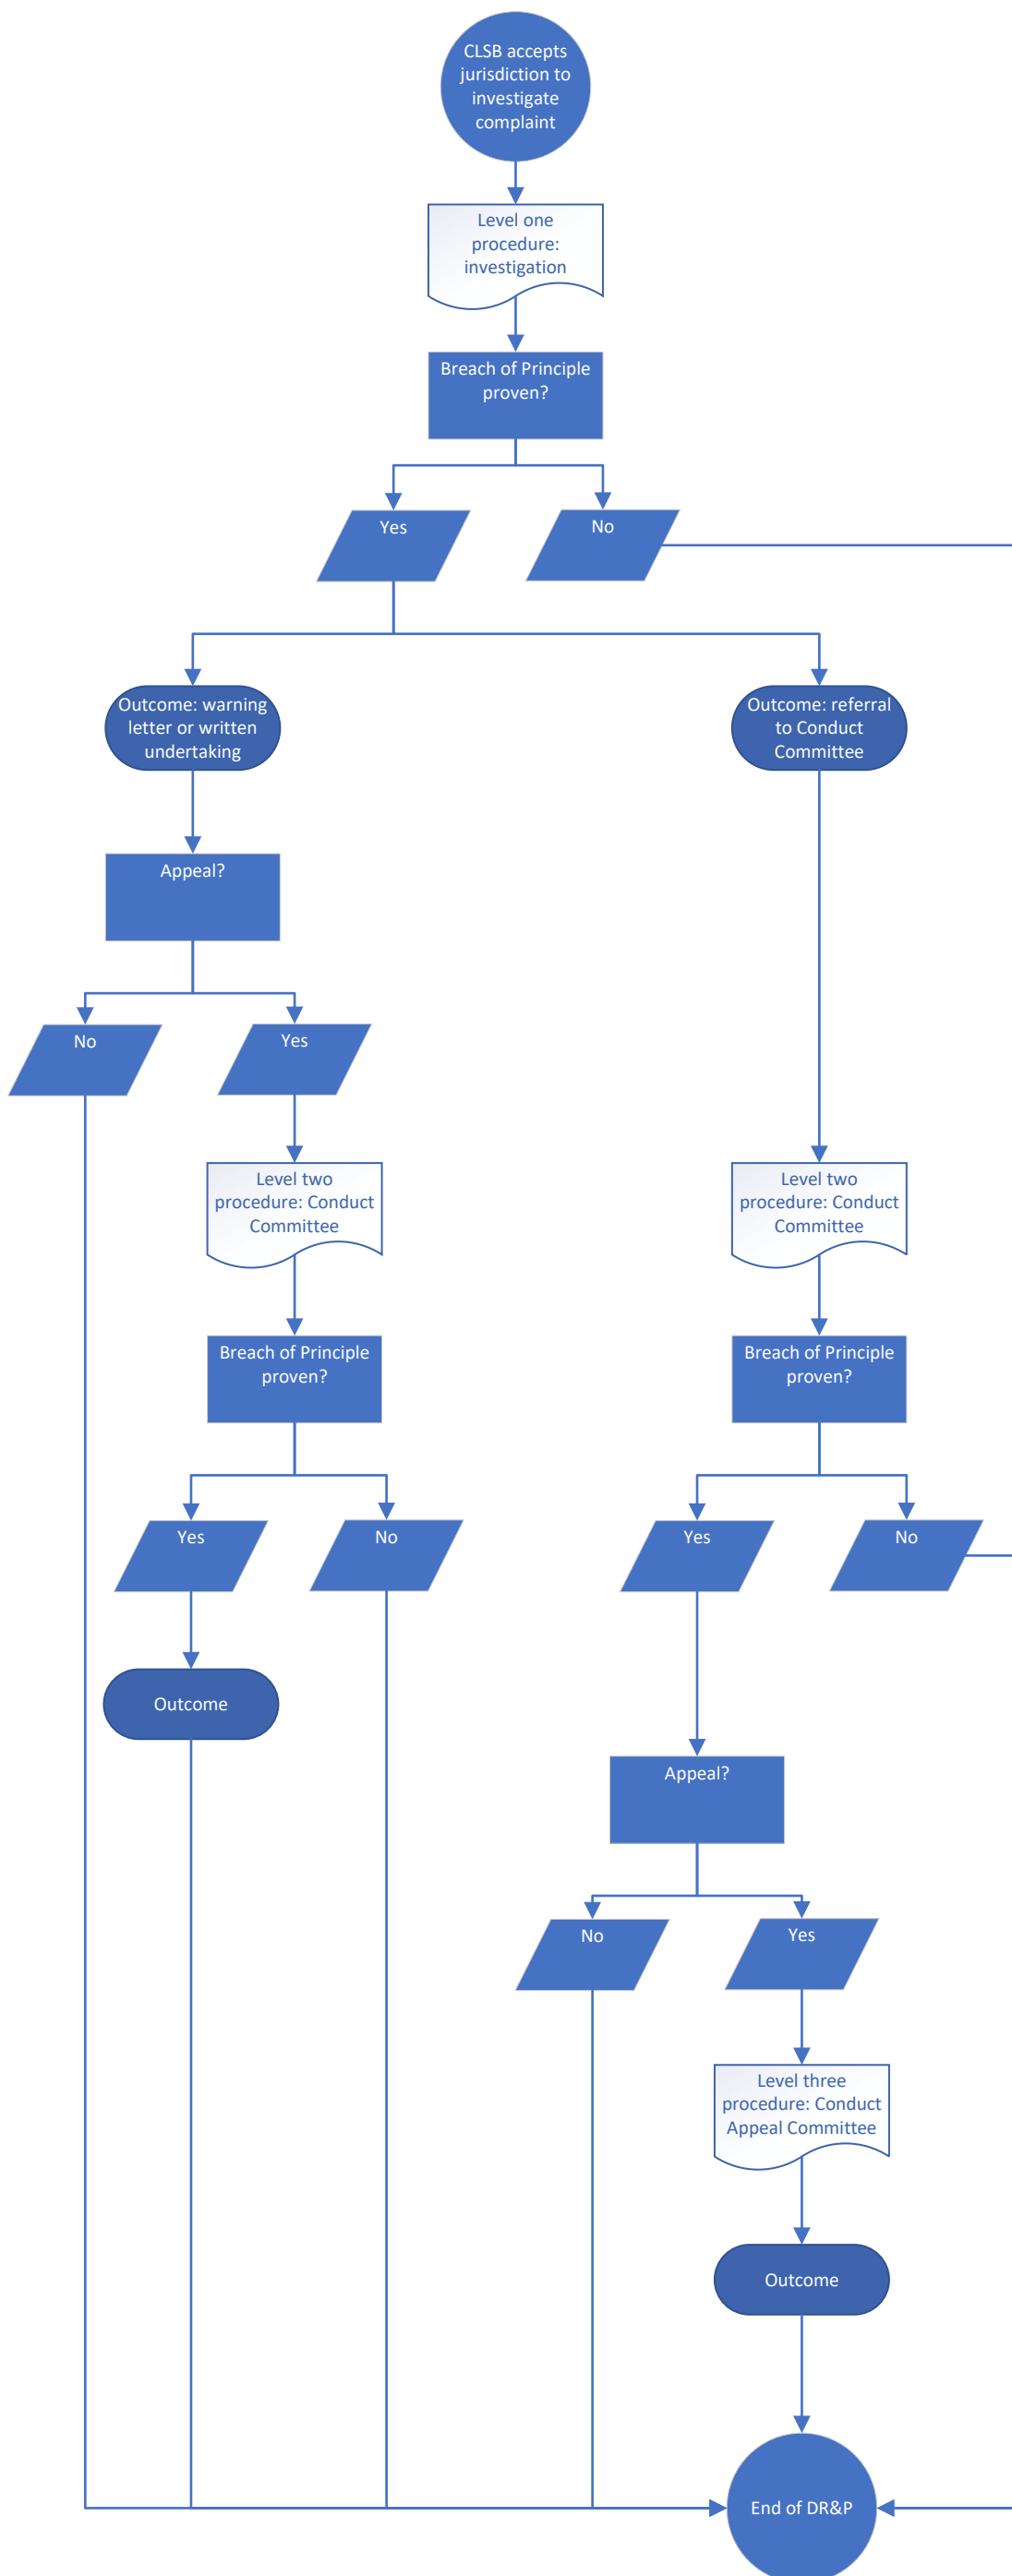 CLSB accepts
jurisdiction to
investigate
complaint
Level one
procedure:
investigation
Breach of Principle
proven?
Yes
No
Outcome: warning
letter or written
undertaking
Outcome: referral
to Conduct
Committee
Appeal?
No
Yes
Level two
procedure: Conduct
Committee
Level two
procedure: Conduct
Committee
Breach of Principle
proven?
Breach of Principle
proven?
Yes
No
Yes
No
Outcome
Appeal?
No
Yes
Level three
procedure: Conduct
Appeal Committee
Outcome
End of DR&P